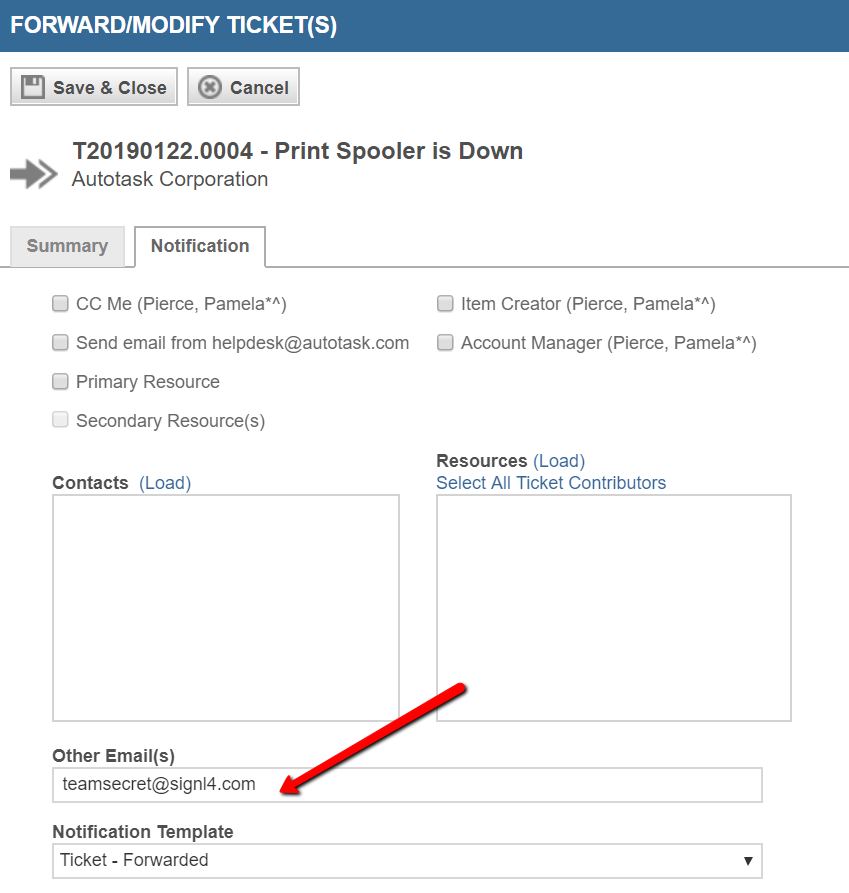 FORWARD/MODIFY TICKET(S)
Save & Close
Cancel
T20190122.0004 - Print Spooler is Down
Autotask Corporation
Summary
Notification
CC Me (Pierce, Pamela*^)
Item Creator (Pierce, Pamela*^)
Send email from helpdesk@autotask.com
Account Manager (Pierce, Pamela*^)
Primary Resource
Secondary Resource(s)
Contacts (Load)
Resources (Load)
Select All Ticket Contributors
Other Email(s)
teamsecret@signl4.com
Notification Template
Ticket - Forwarded